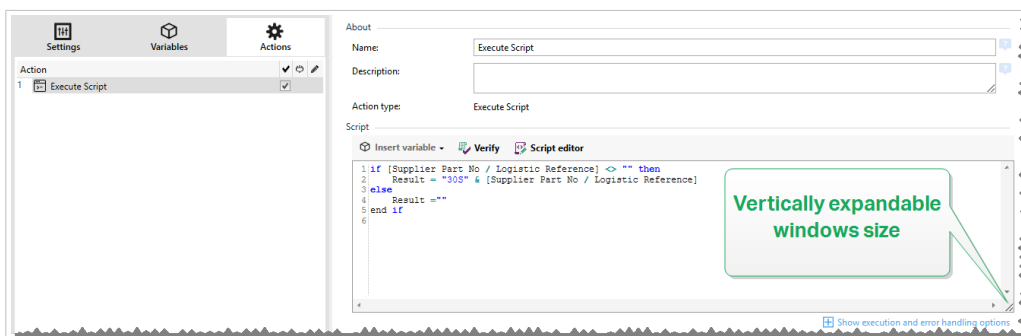 Settings
Variables
Actions
Action
1 Execute Script
About
Name:
Execute Script
Description:
Action type:
Execute Script
Script
Insert variable
Verify
Script editor
1 if [Supplier Part No / Logistic Reference] <> "" then
2 Result = "30S" & [Supplier Part No / Logistic Reference]
3 else
4 Result =""
5 end if
6
Vertically expandable
windows size
Show execution and error handling options